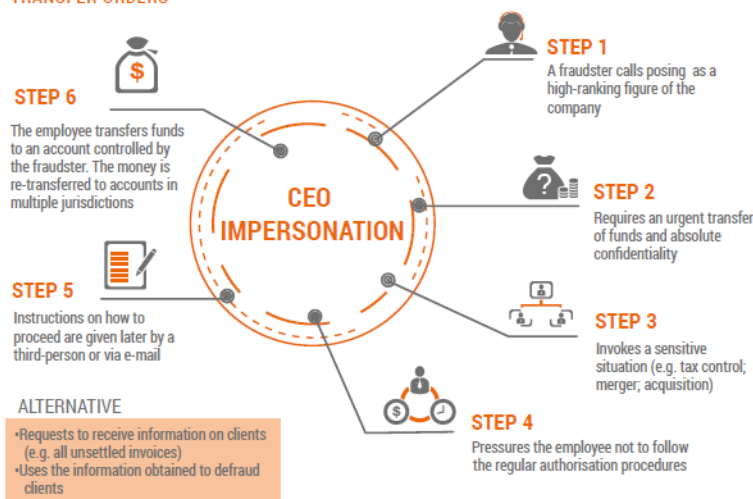 TRANSFER ORDERS
STEP 1
A fraudster calls posing as a
high-ranking figure of the
company
STEP 2
Requires an urgent transfer
of funds and absolute
confidentiality
STEP 3
Invokes a sensitive
situation (e.g. tax control;
merger; acquisition)
STEP 4
Pressures the employee not to follow
the regular authorisation procedures
STEP 5
Instructions on how to
proceed are given later by a
third-person or via e-mail
STEP 6
The employee transfers funds
to an account controlled by
the fraudster. The money is
re-transferred to accounts in
multiple jurisdictions
CEO
IMPERSONATION
$
?
$
ALTERNATIVE
•Requests to receive information on clients
(e.g. all unsettled invoices)
•Uses the information obtained to defraud
clients